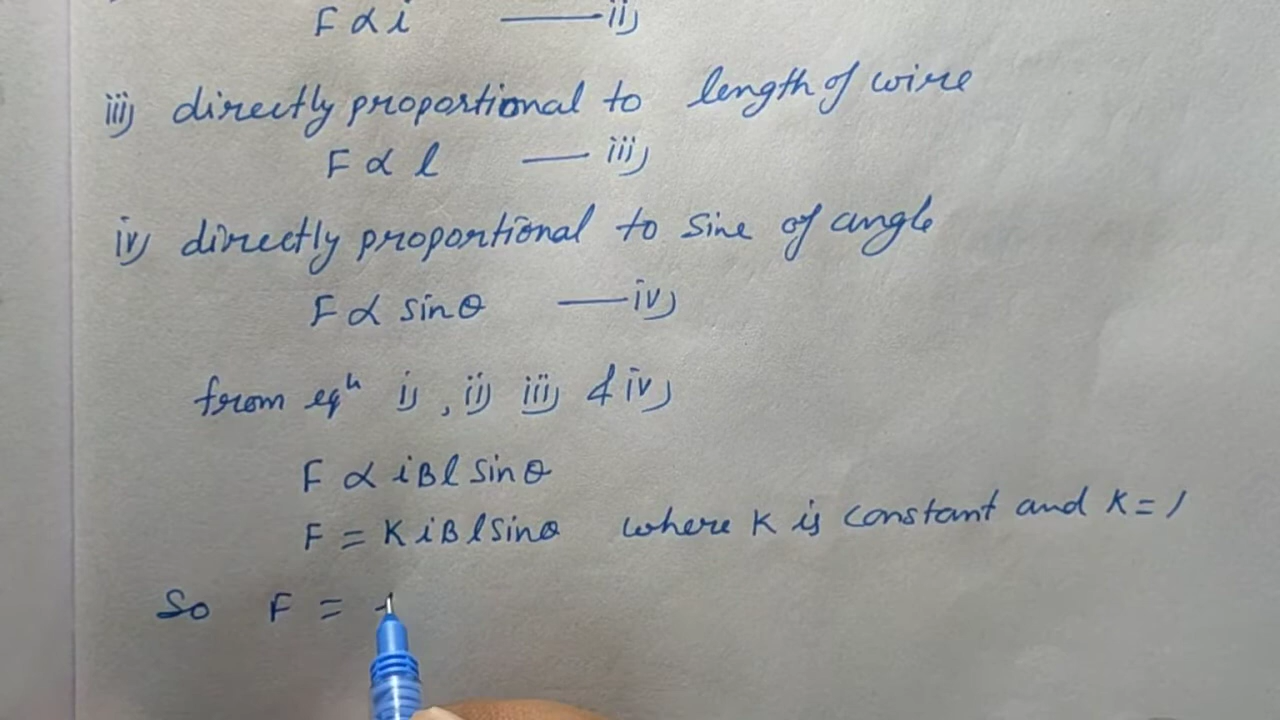 F ∝ i —— ii)
iii) directly proportional to length of wire
F ∝ l —— iii)
iv) directly proportional to Sine of angle
F ∝ sinθ —— iv)
from eqn i), ii) iii) & iv)
F ∝ iBl Sinθ
F = K i B l Sinθ where K is constant and K = 1
So F =